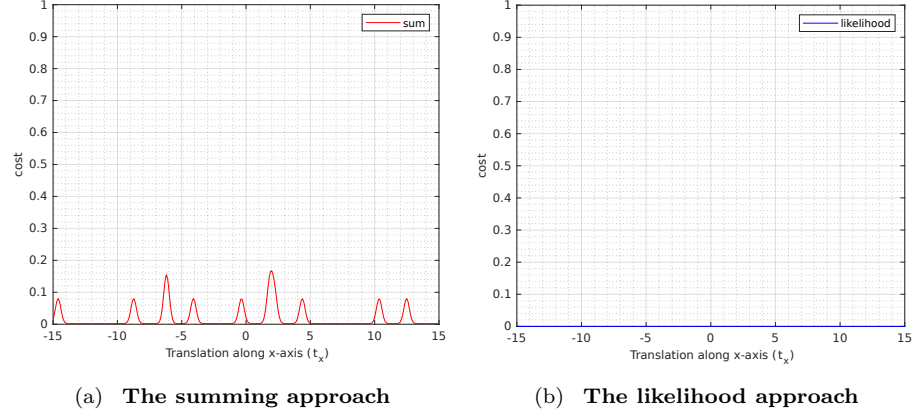 1
0.9
0.8
0.7
0.6
0.5
0.4
0.3
0.2
0.1
0
cost
sum
-15 -10 -5 0 5 10 15
Translation along x-axis (t_x)
(a) The summing approach
1
0.9
0.8
0.7
0.6
0.5
0.4
0.3
0.2
0.1
0
cost
likelihood
-15 -10 -5 0 5 10 15
Translation along x-axis (t_x)
(b) The likelihood approach